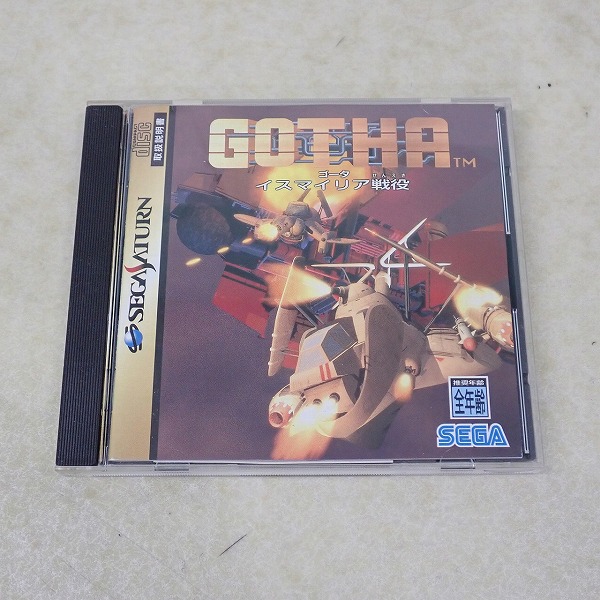 GOTHA™
ゴータ せんえき
イスマイリア戦役
COMPACT disc
取扱説明書
SEGA SATURN
推奨年齢
全年齢
SEGA